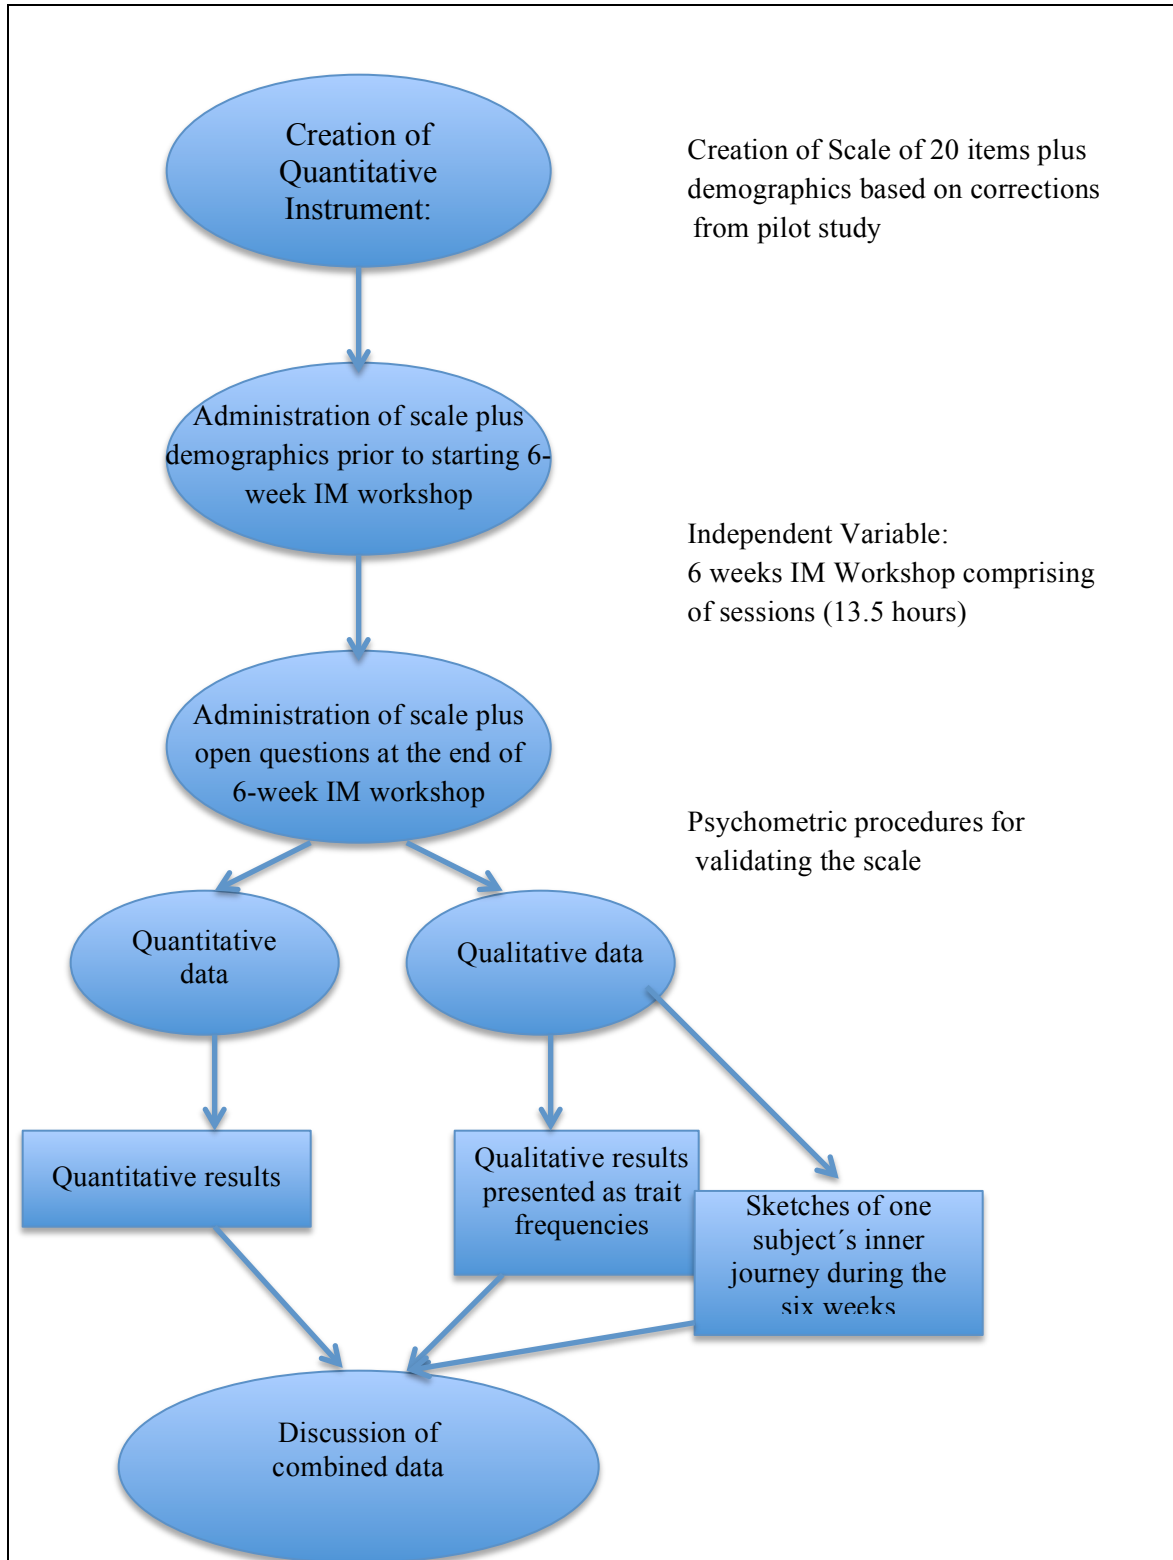 Creation of
Quantitative
Instrument:
Creation of Scale of 20 items plus
demographics based on corrections
from pilot study
Administration of scale plus
demographics prior to starting 6-
week IM workshop
Independent Variable:
6 weeks IM Workshop comprising
of sessions (13.5 hours)
Administration of scale plus
open questions at the end of
6-week IM workshop
Psychometric procedures for
validating the scale
Quantitative
data
Qualitative data
Quantitative results
Qualitative results
presented as trait
frequencies
Sketches of one
subject´s inner
journey during the
six weeks
Discussion of
combined data